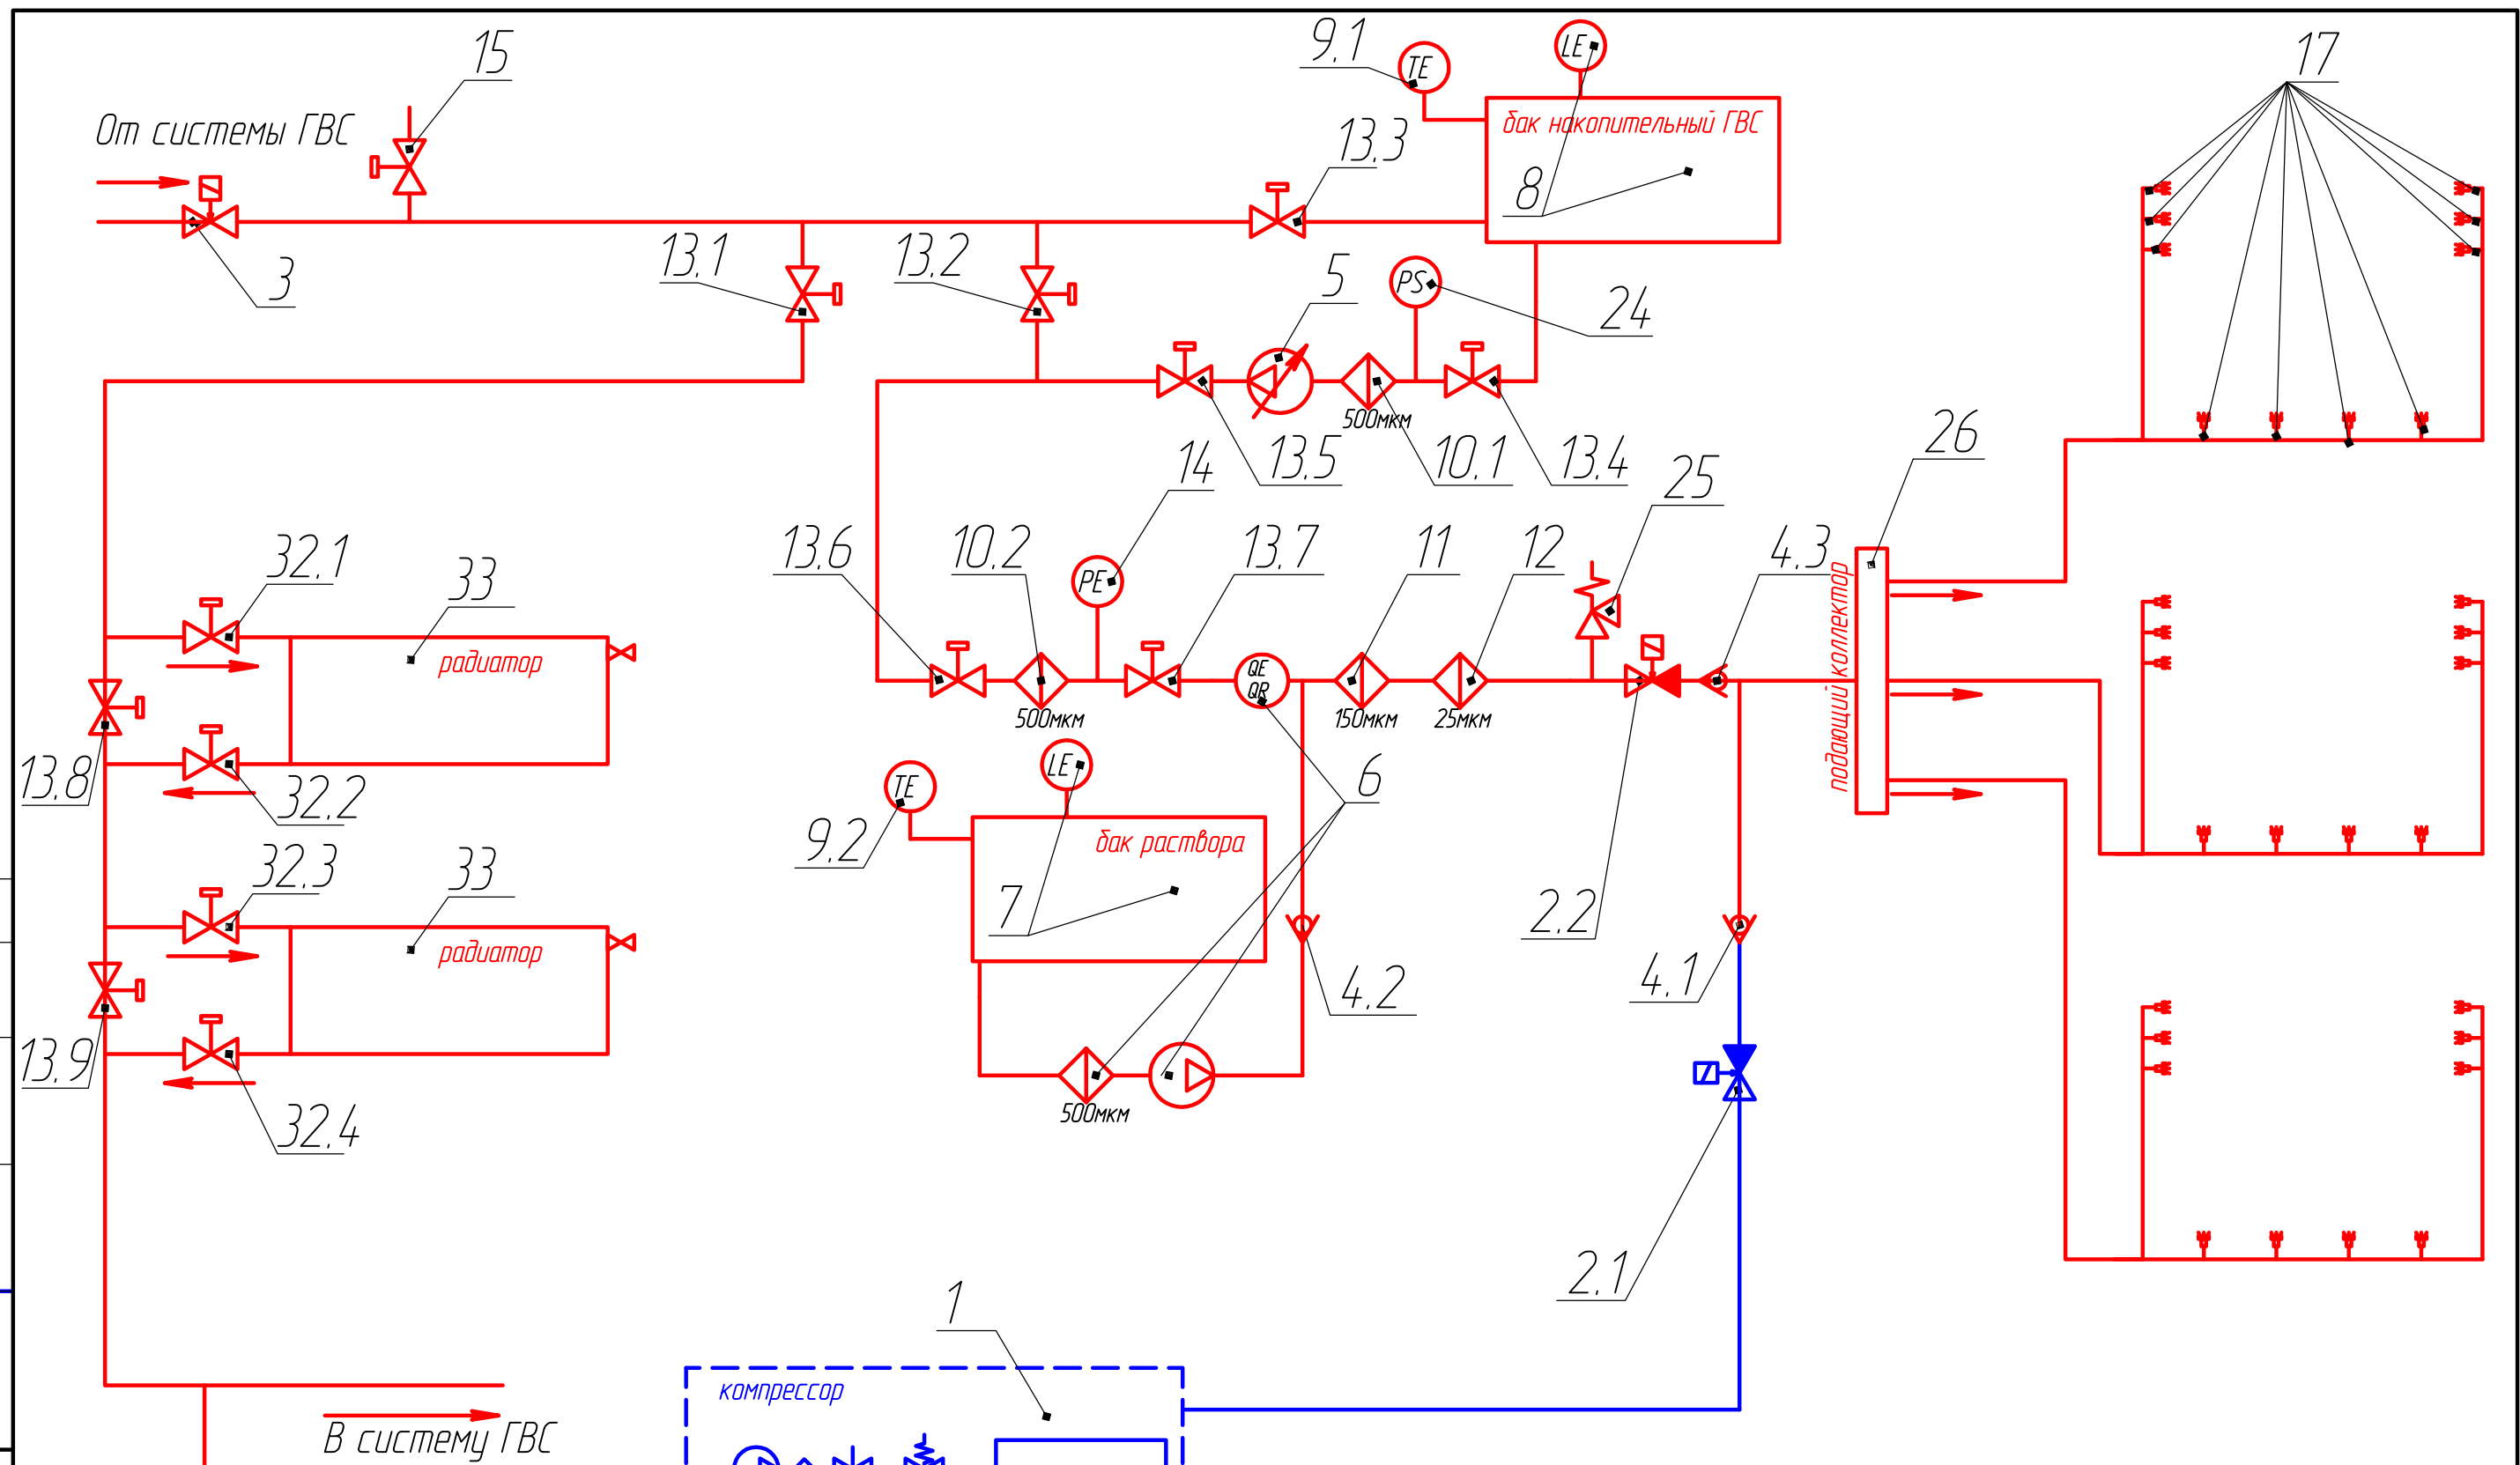 15
9.1
TE
LE
17
От системы ГВС
бак накопительный ГВС
13.3
8
3
13.1
13.2
5
PS
24
500мкм
14
13.5
10.1
13.4
25
26
32.1
33
13.6
10.2
PE
13.7
11
12
4.3
радиатор
QE
QR
500мкм
150мкм
25мкм
подающий коллектор
13.8
32.2
TE
LE
6
9.2
бак раствора
32.3
33
7
2.2
радиатор
4.2
4.1
13.9
32.4
500мкм
2.1
1
компрессор
В систему ГВС